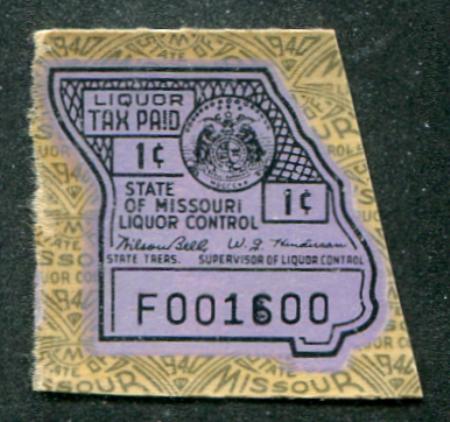 LIQUOR
TAX PAID
1¢
1¢
STATE
OF MISSOURI
LIQUOR CONTROL
Wilson Bell W. G. Henderson
STATE TREAS. SUPERVISOR OF LIQUOR CONTROL
F001600
MISSOURI